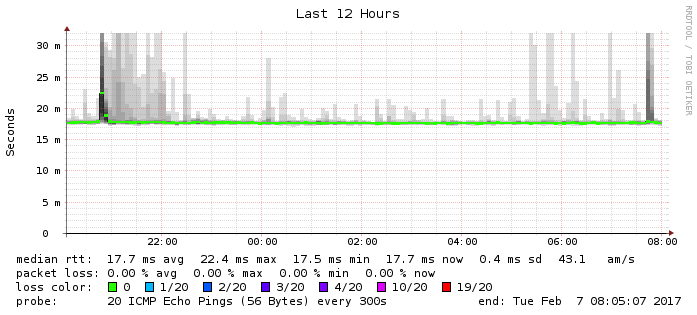 Last 12 Hours
RRDTOOL / TOBI OETIKER
Seconds
30 m
25 m
20 m
15 m
10 m
5 m
0
22:00 00:00 02:00 04:00 06:00 08:00
median rtt: 17.7 ms avg 22.4 ms max 17.5 ms min 17.7 ms now 0.4 ms sd 43.1 am/s
packet loss: 0.00 % avg 0.00 % max 0.00 % min 0.00 % now
loss color: 0 1/20 2/20 3/20 4/20 10/20 19/20
probe: 20 ICMP Echo Pings (56 Bytes) every 300s end: Tue Feb 7 08:05:07 2017